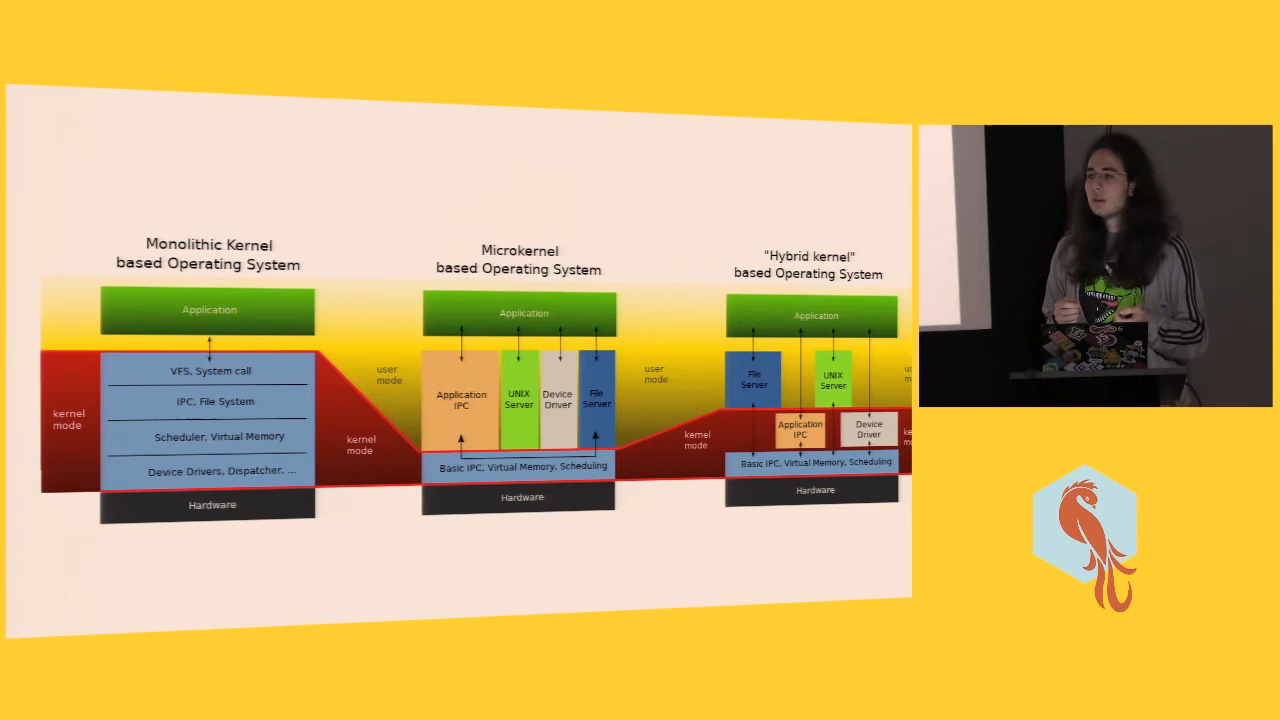 Monolithic Kernel
based Operating System
Application
VFS, System call
IPC, File System
Scheduler, Virtual Memory
Device Drivers, Dispatcher, ...
Hardware
kernel
mode
kernel
mode
user
mode
Microkernel
based Operating System
Application
Application
IPC
UNIX
Server
Device
Driver
File
Server
Basic IPC, Virtual Memory, Scheduling
Hardware
user
mode
kernel
mode
"Hybrid kernel"
based Operating System
Application
File
Server
UNIX
Server
Application
IPC
Device
Driver
Basic IPC, Virtual Memory, Scheduling
Hardware